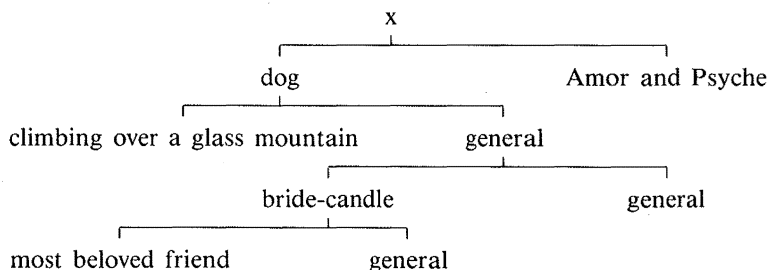 x
dog Amor and Psyche
climbing over a glass mountain general
bride-candle general
most beloved friend general